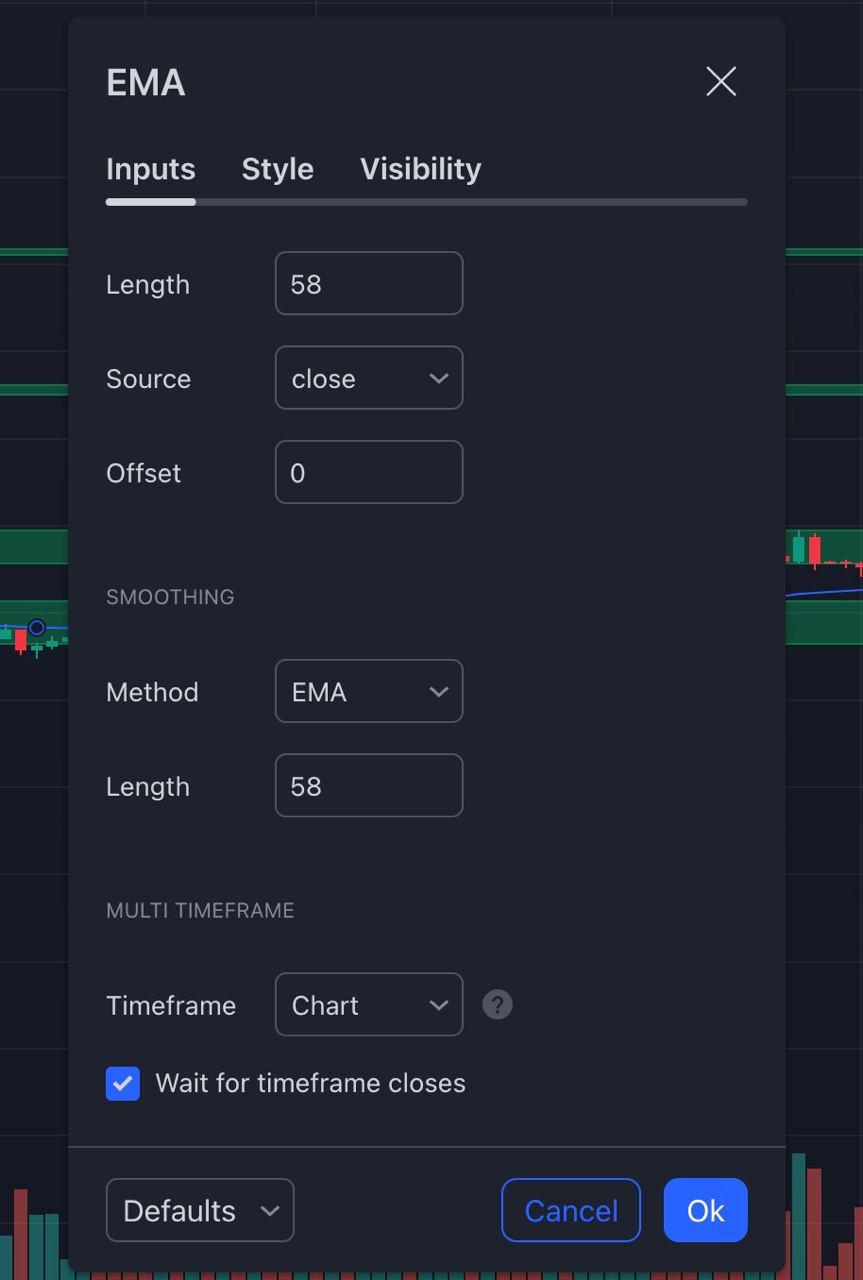 EMA
Inputs Style Visibility
Length 58
Source close
Offset 0
SMOOTHING
Method EMA
Length 58
MULTI TIMEFRAME
Timeframe Chart ?
Wait for timeframe closes
Defaults Cancel Ok